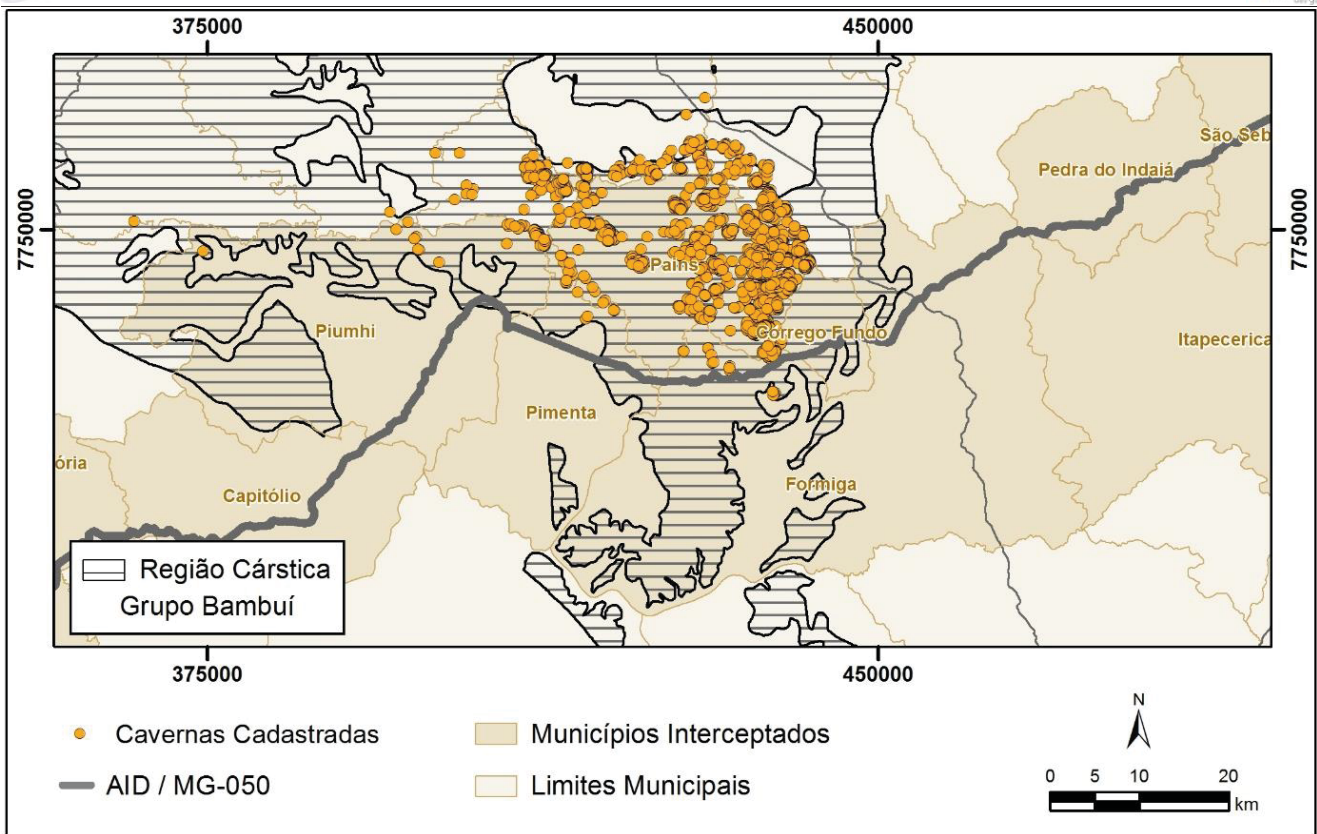 375000
450000
7750000
7750000
São Seb
Pedra do Indaiá
Pains
Piumhi
Córrego Fundo
Itapecerica
Pimenta
ória
Capitólio
Formiga
Região Cárstica
Grupo Bambuí
375000
450000
Cavernas Cadastradas
Municípios Interceptados
N
AID / MG-050
Limites Municipais
0 5 10 20
km